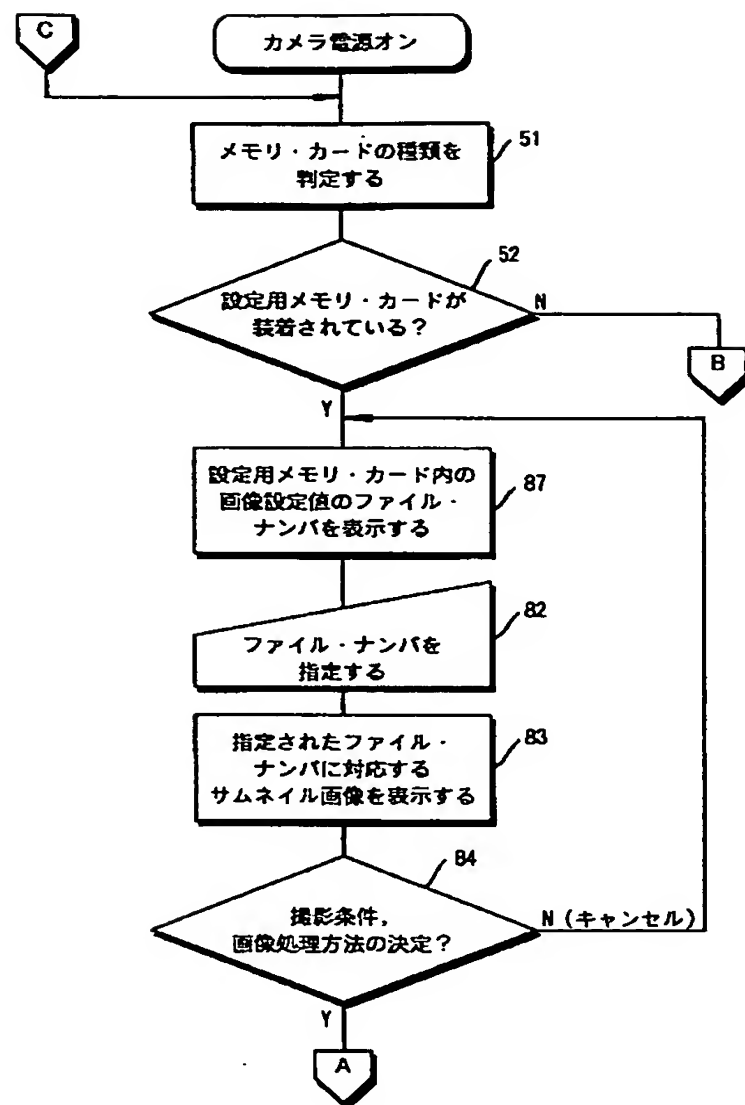 C
カメラ電源オン
メモリ・カードの種類を
判定する
51
52
設定用メモリ・カードが
装着されている?
N
B
Y
設定用メモリ・カード内の
画像設定値のファイル・
ナンバを表示する
87
82
ファイル・ナンバを
指定する
指定されたファイル・
ナンバに対応する
サムネイル画像を表示する
83
84
撮影条件,
画像処理方法の決定?
N(キャンセル)
Y
A